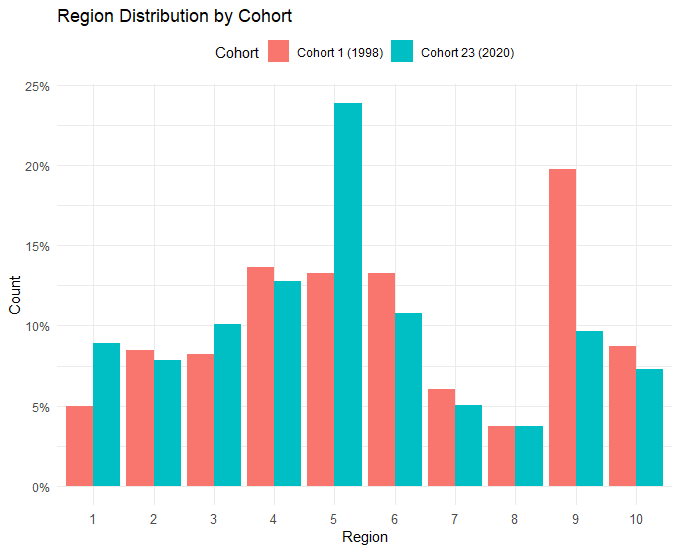 Region Distribution by Cohort
Cohort Cohort 1 (1998) Cohort 23 (2020)
25%
20%
15%
10%
5%
0%
Count
1 2 3 4 5 6 7 8 9 10
Region